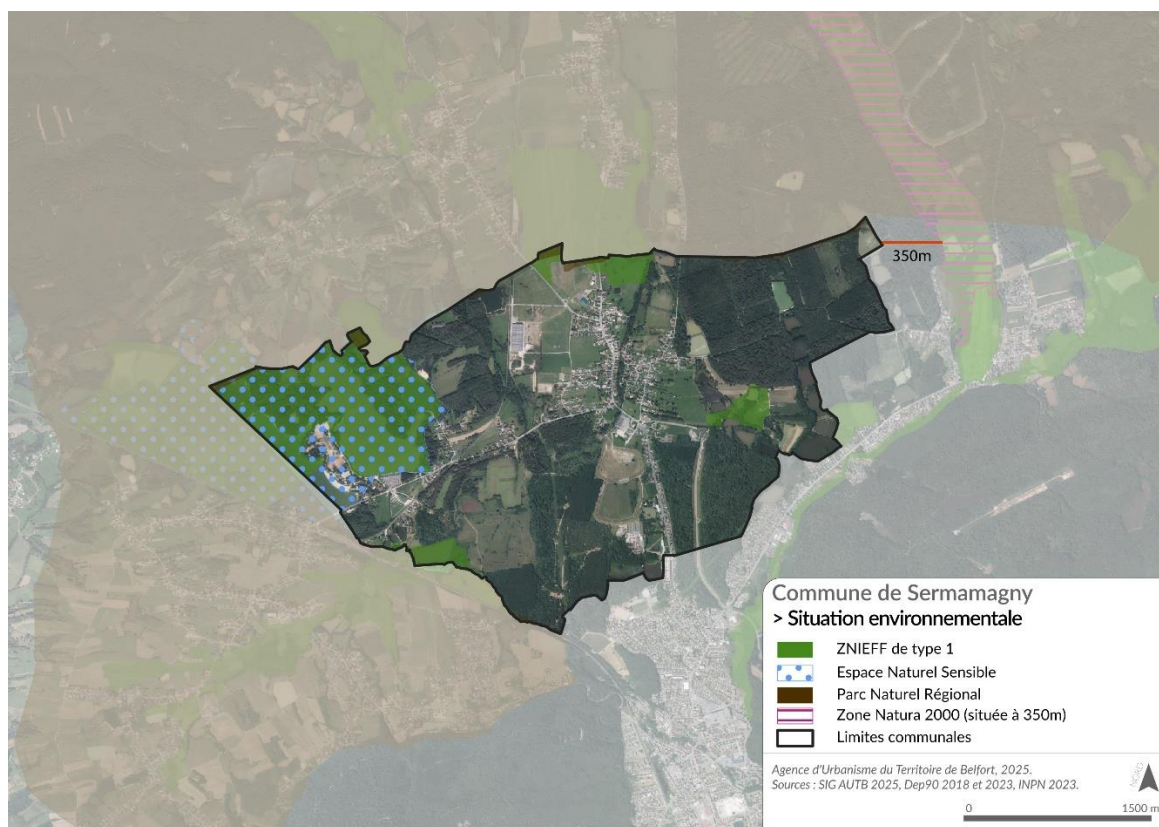 350m
Commune de Sermamagny
> Situation environnementale
ZNIEFF de type 1
Espace Naturel Sensible
Parc Naturel Régional
Zone Natura 2000 (située à 350m)
Limites communales
Agence d'Urbanisme du Territoire de Belfort, 2025.
Sources : SIG AUTB 2025, Dep90 2018 et 2023, INPN 2023.
NORD
0 1500 m